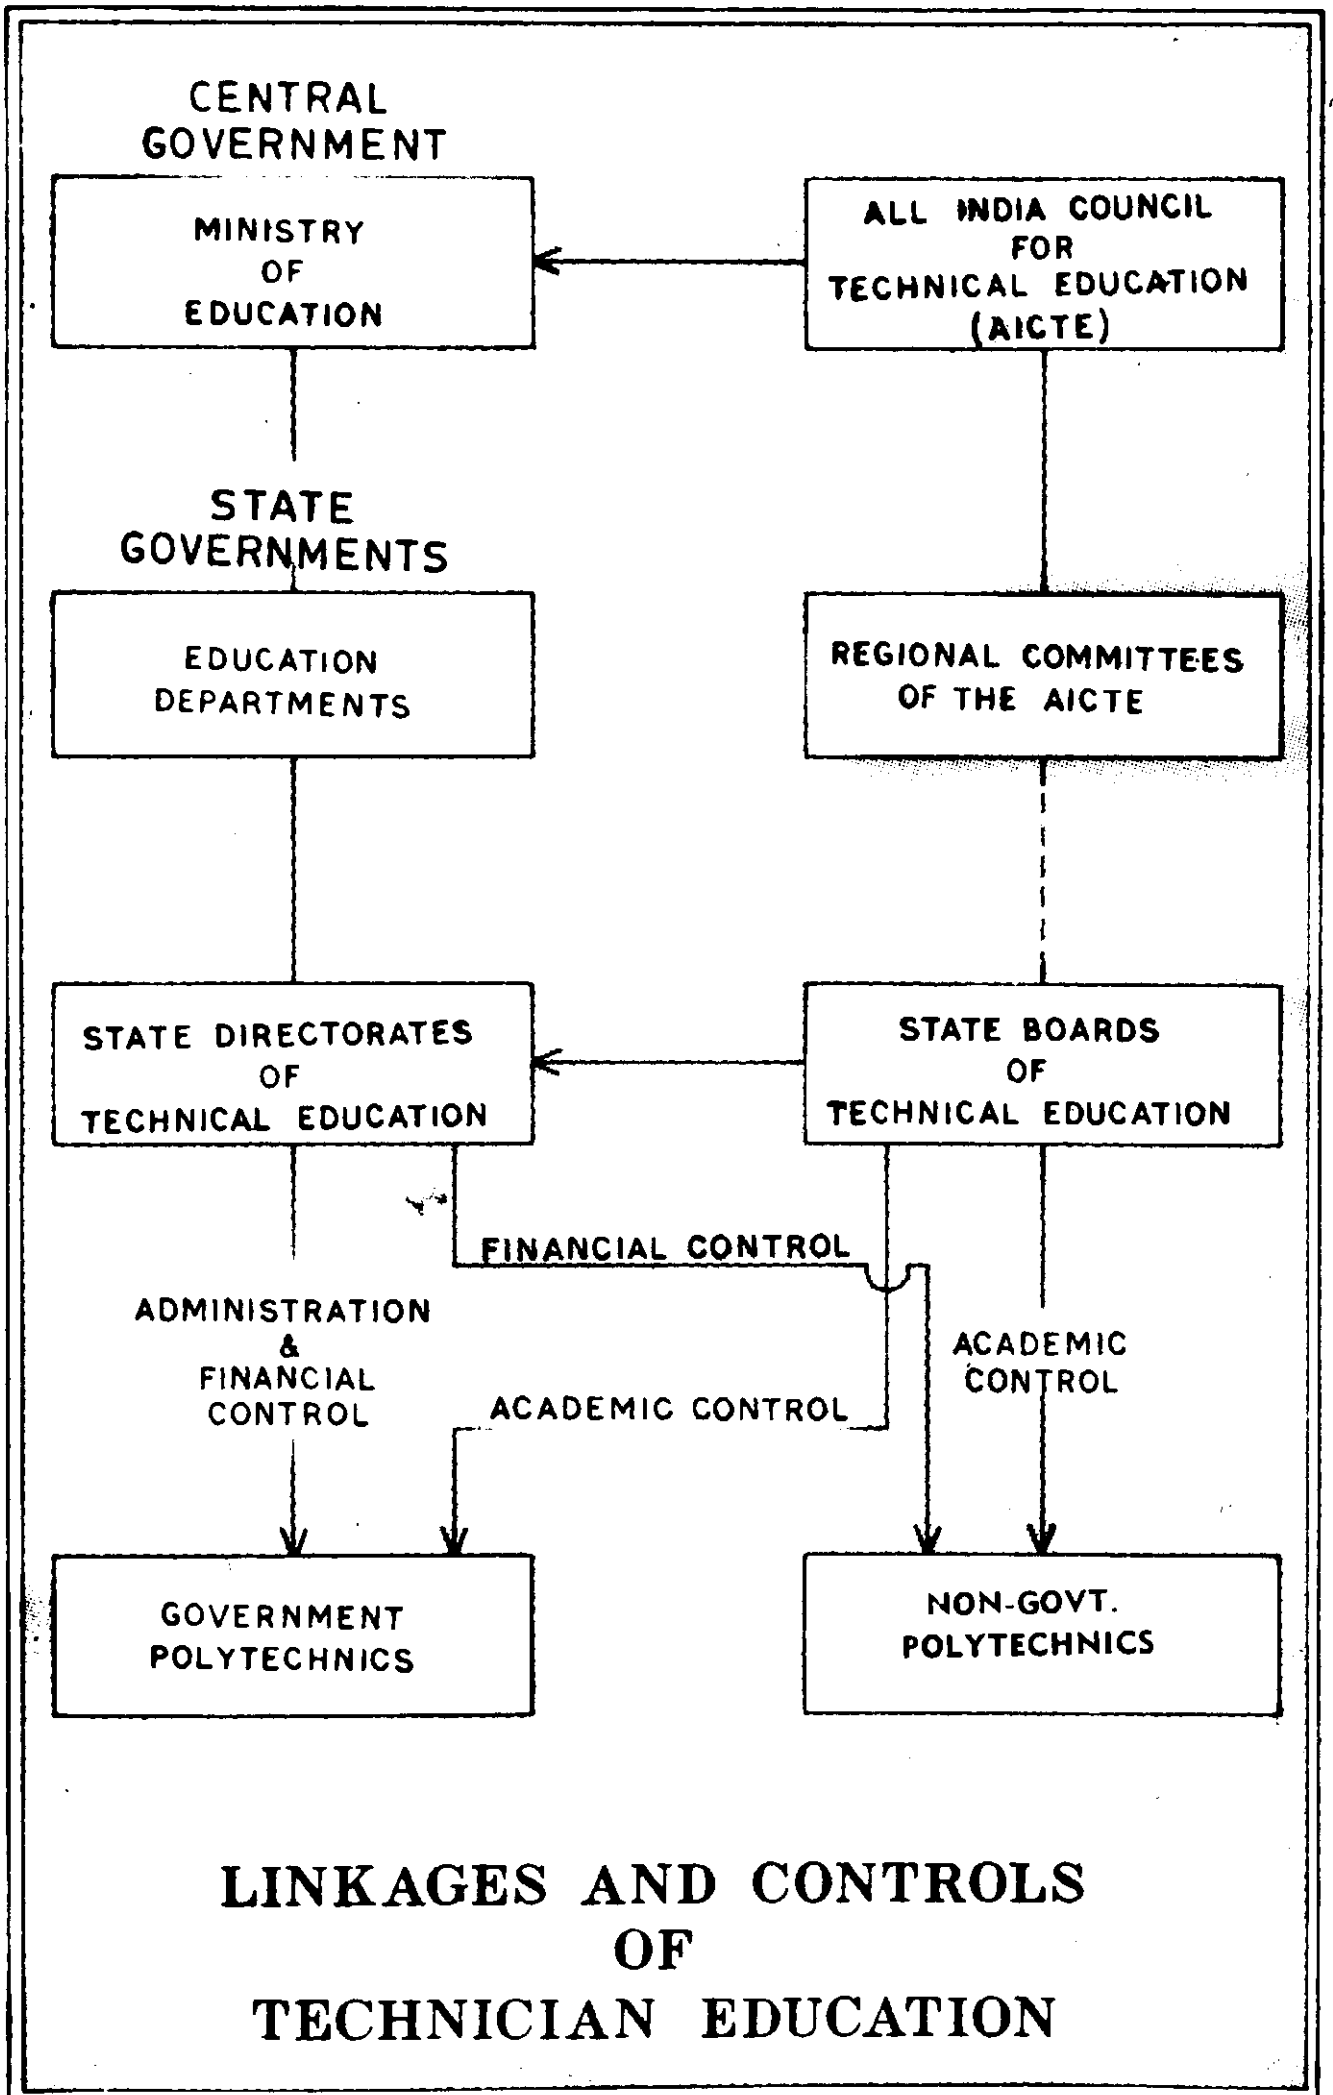 CENTRAL
GOVERNMENT
MINISTRY
OF
EDUCATION
ALL INDIA COUNCIL
FOR
TECHNICAL EDUCATION
(AICTE)
STATE
GOVERNMENTS
EDUCATION
DEPARTMENTS
REGIONAL COMMITTEES
OF THE AICTE
STATE DIRECTORATES
OF
TECHNICAL EDUCATION
STATE BOARDS
OF
TECHNICAL EDUCATION
FINANCIAL CONTROL
ADMINISTRATION
&
FINANCIAL
CONTROL
ACADEMIC CONTROL
ACADEMIC
CONTROL
GOVERNMENT
POLYTECHNICS
NON-GOVT.
POLYTECHNICS
LINKAGES AND CONTROLS
OF
TECHNICIAN EDUCATION